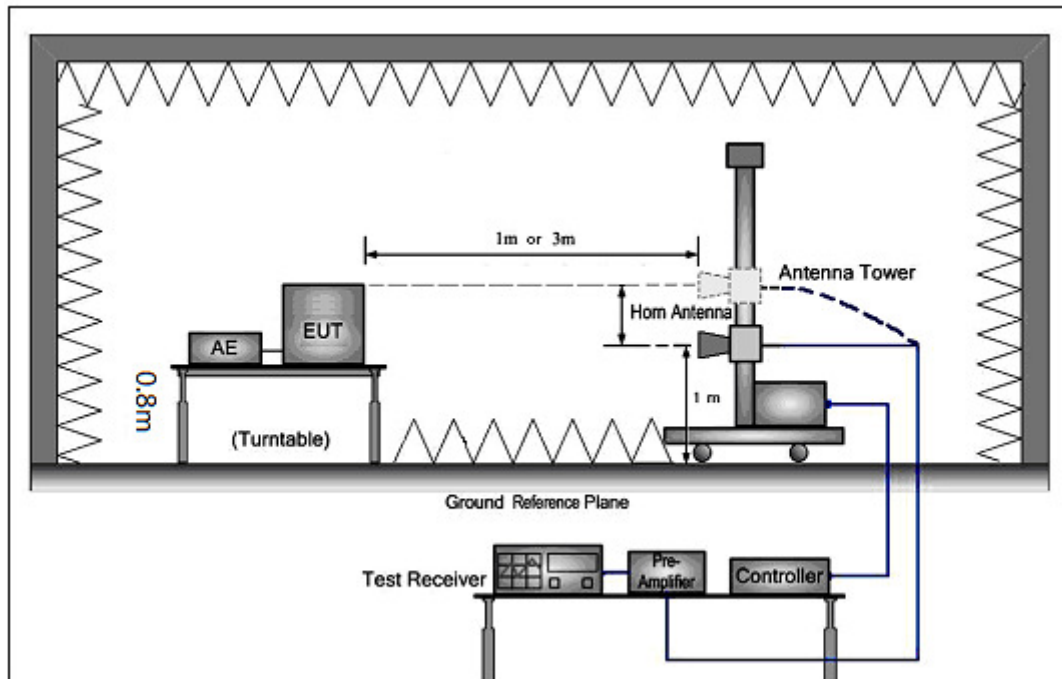 1m or 3m
Antenna Tower
Horn Antenna
EUT
AE
0.8m
1 m
(Turntable)
Ground Reference Plane
Test Receiver
Pre-
Amplifier
Controller